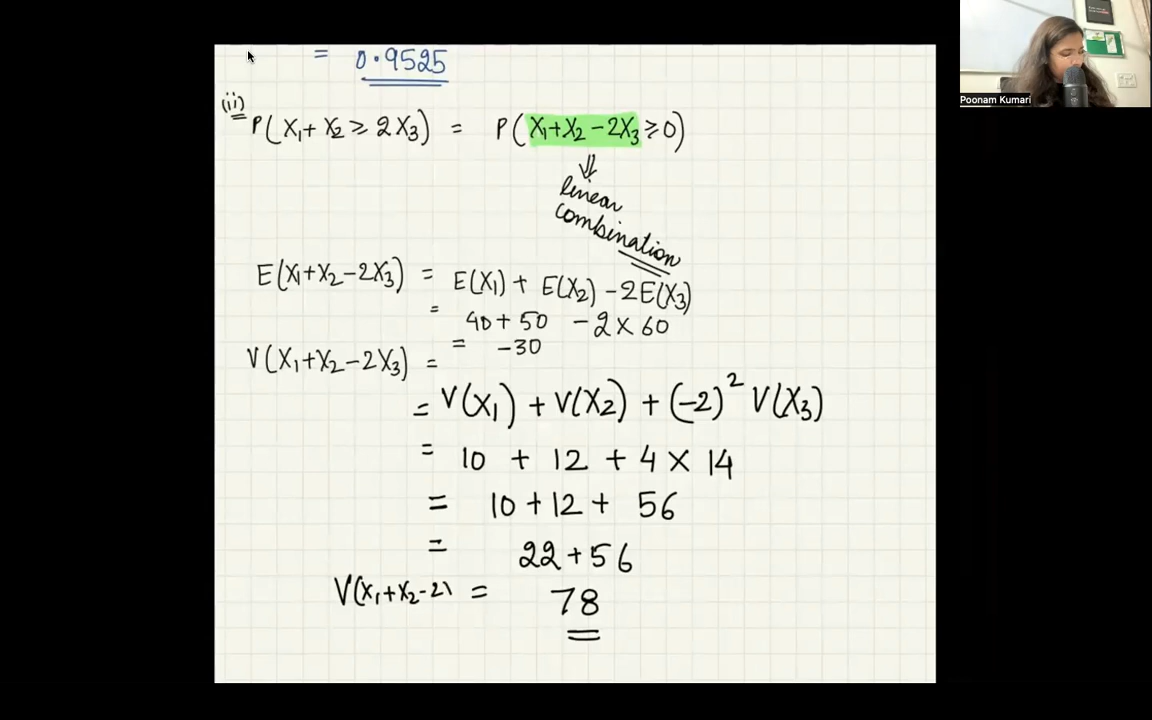 = 0.9525
(ii) P(X₁+X₂ ≥ 2X₃) = P(X₁+X₂-2X₃ ≥ 0)
⇓
linear
combination
E(X₁+X₂-2X₃) = E(X₁) + E(X₂) - 2E(X₃)
= 40 + 50 - 2 × 60
= -30
V(X₁+X₂-2X₃) =
= V(X₁) + V(X₂) + (-2)² V(X₃)
= 10 + 12 + 4 × 14
= 10 + 12 + 56
= 22 + 56
V(X₁+X₂-2) = 78
Poonam Kumari